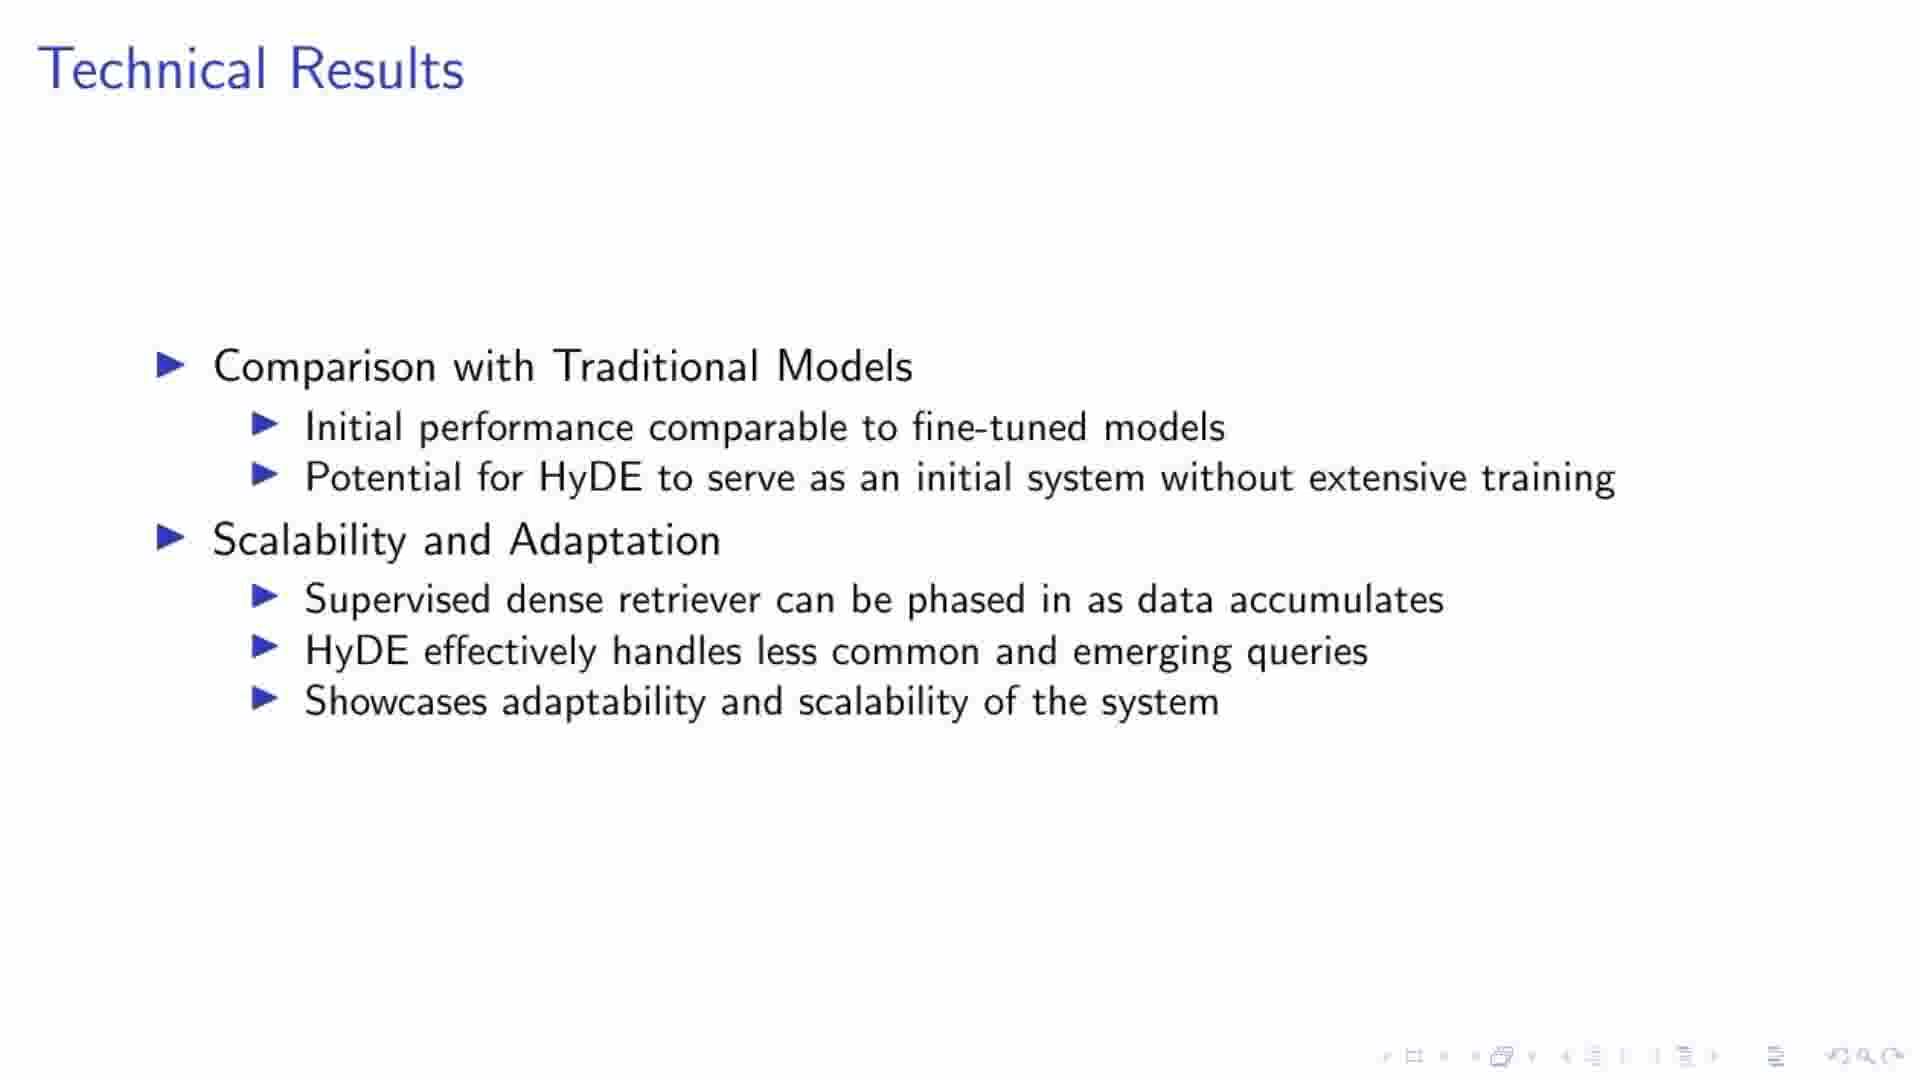 Technical Results
Comparison with Traditional Models
Initial performance comparable to fine-tuned models
Potential for HyDE to serve as an initial system without extensive training
Scalability and Adaptation
Supervised dense retriever can be phased in as data accumulates
HyDE effectively handles less common and emerging queries
Showcases adaptability and scalability of the system